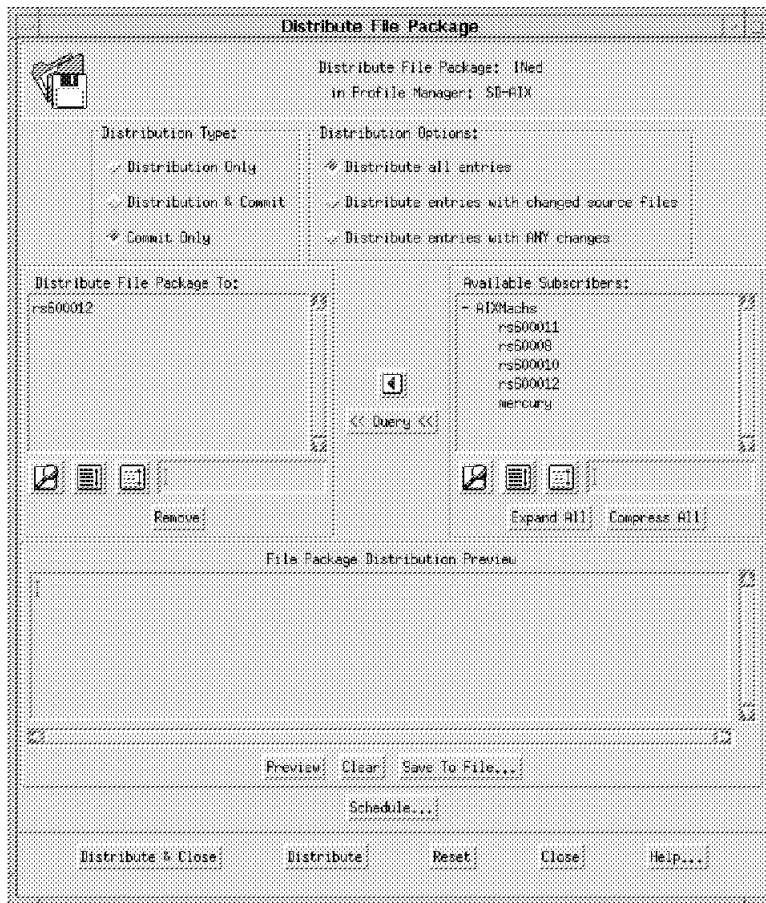 Distribute File Package
Distribute File Package: INed
in Profile Manager: SD-AIX
Distribution Type:
Distribution Only
Distribution & Commit
Commit Only
Distribution Options:
Distribute all entries
Distribute entries with changed source files
Distribute entries with ANY changes
Distribute File Package To:
rs600012
<< Query <<
Available Subscribers:
- AIXMachs
rs600011
rs60008
rs600010
rs600012
mercury
Remove
Expand All Compress All
File Package Distribution Preview
Preview Clear Save To File...
Schedule...
Distribute & Close Distribute Reset Close Help...